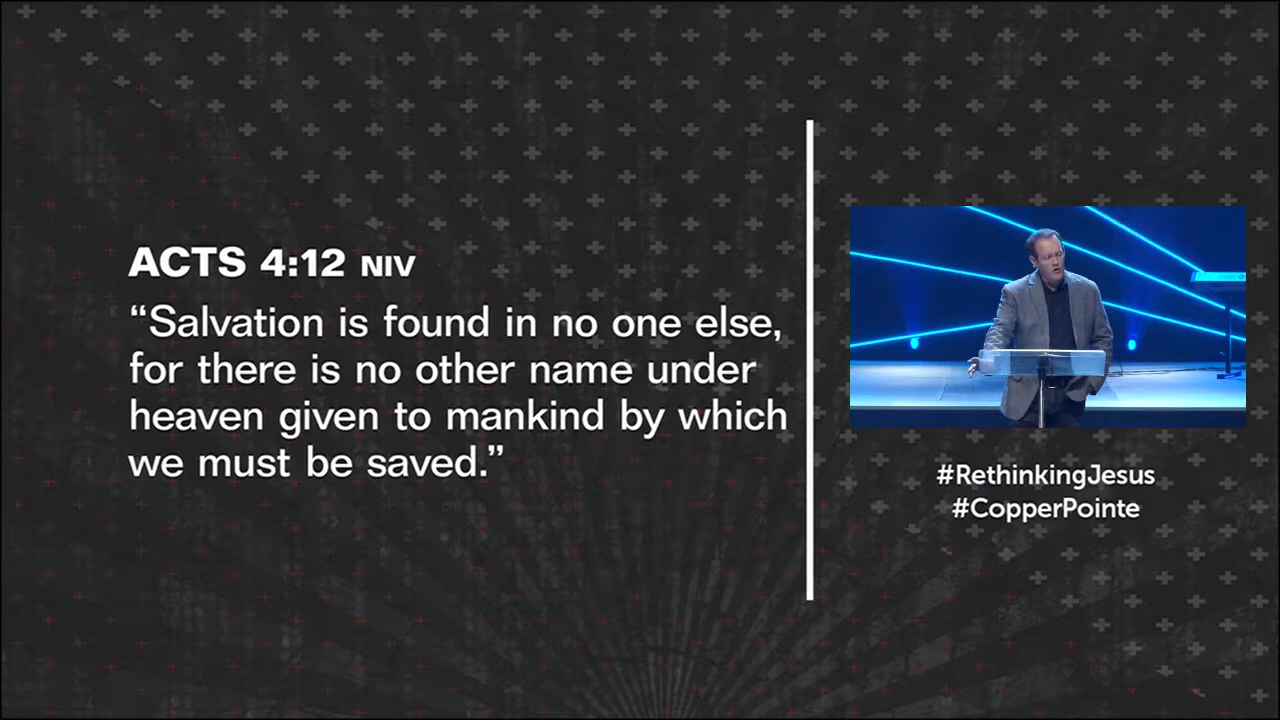 ACTS 4:12 NIV
“Salvation is found in no one else,
for there is no other name under
heaven given to mankind by which
we must be saved.”
#RethinkingJesus
#CopperPointe